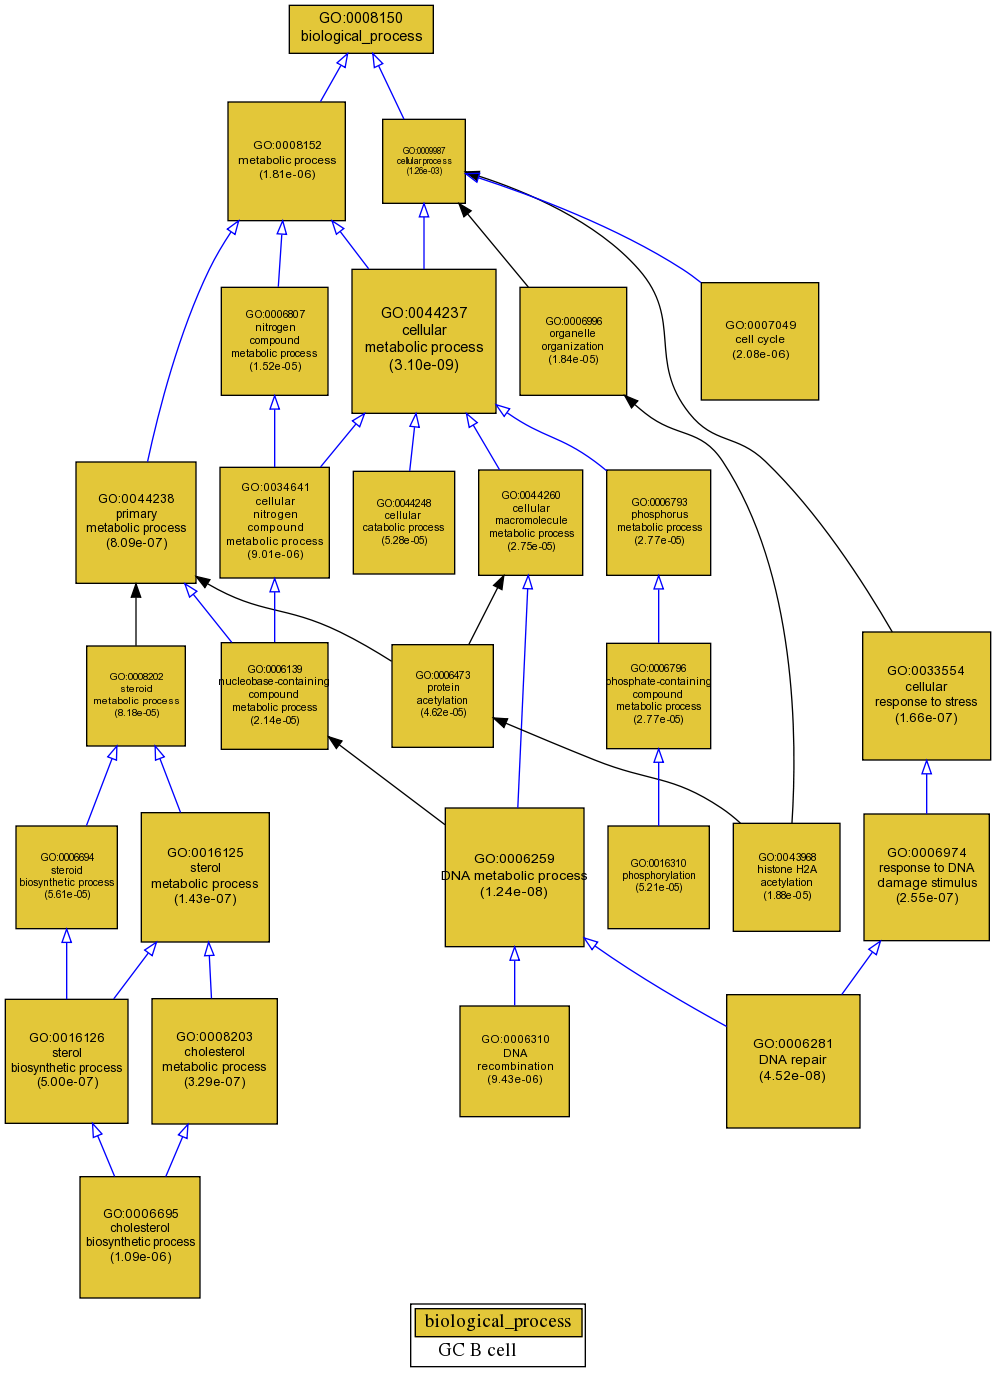 GO:0008150
biological_process
GO:0008152
metabolic process
(1.81e-06)
GO:0009987
cellular process
(1.26e-03)
GO:0006807
nitrogen
compound
metabolic process
(1.52e-05)
GO:0044237
cellular
metabolic process
(3.10e-09)
GO:0006996
organelle
organization
(1.84e-05)
GO:0007049
cell cycle
(2.08e-06)
GO:0044238
primary
metabolic process
(8.09e-07)
GO:0034641
cellular
nitrogen
compound
metabolic process
(9.01e-06)
GO:0044248
cellular
catabolic process
(5.28e-05)
GO:0044260
cellular
macromolecule
metabolic process
(2.75e-05)
GO:0006793
phosphorus
metabolic process
(2.77e-05)
GO:0008202
steroid
metabolic process
(8.18e-05)
GO:0006139
nucleobase-containing
compound
metabolic process
(2.14e-05)
GO:0006473
protein
acetylation
(4.62e-05)
GO:0006796
phosphate-containing
compound
metabolic process
(2.77e-05)
GO:0033554
cellular
response to stress
(1.66e-07)
GO:0006694
steroid
biosynthetic process
(5.61e-05)
GO:0016125
sterol
metabolic process
(1.43e-07)
GO:0006259
DNA metabolic process
(1.24e-08)
GO:0016310
phosphorylation
(5.21e-05)
GO:0043968
histone H2A
acetylation
(1.88e-05)
GO:0006974
response to DNA
damage stimulus
(2.55e-07)
GO:0016126
sterol
biosynthetic process
(5.00e-07)
GO:0008203
cholesterol
metabolic process
(3.29e-07)
GO:0006310
DNA
recombination
(9.43e-06)
GO:0006281
DNA repair
(4.52e-08)
GO:0006695
cholesterol
biosynthetic process
(1.09e-06)
biological_process
GC B cell